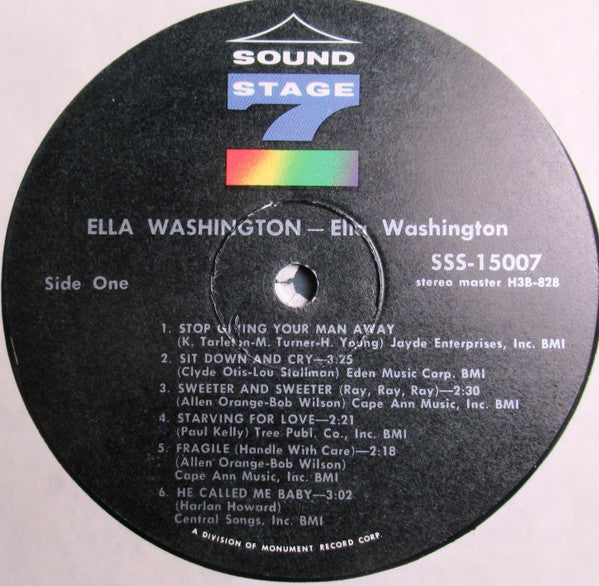 SOUND
STAGE
7
ELLA WASHINGTON — Ella Washington
SSS-15007
Side One
stereo master H3B-828
1. STOP GIVING YOUR MAN AWAY
(K. Tarleton-M. Turner-H. Young) Jayde Enterprises, Inc. BMI
2. SIT DOWN AND CRY—3:25
(Clyde Otis-Lou Stallman) Eden Music Corp. BMI
3. SWEETER AND SWEETER (Ray, Ray, Ray)—2:30
(Allen Orange-Bob Wilson) Cape Ann Music, Inc. BMI
4. STARVING FOR LOVE—2:21
(Paul Kelly) Tree Publ. Co., Inc. BMI
5. FRAGILE (Handle With Care)—2:18
(Allen Orange-Bob Wilson)
Cape Ann Music, Inc. BMI
6. HE CALLED ME BABY—3:02
(Harlan Howard)
Central Songs, Inc. BMI
A DIVISION OF MONUMENT RECORD CORP.